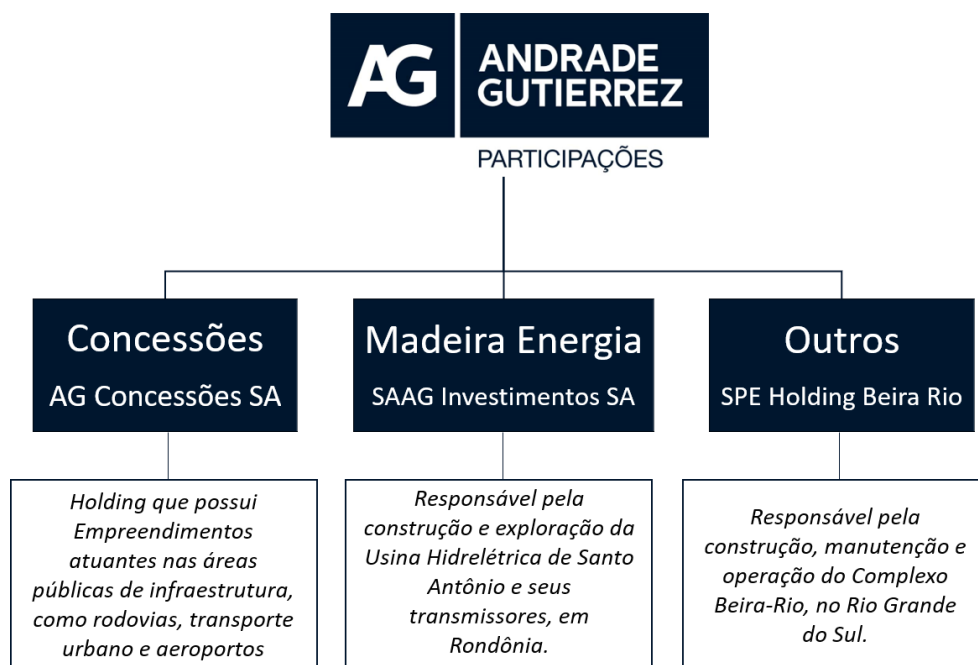 AG
ANDRADE
GUTIERREZ
PARTICIPAÇÕES
Concessões
AG Concessões SA
Madeira Energia
SAAG Investimentos SA
Outros
SPE Holding Beira Rio
Holding que possui
Empreendimentos
atuantes nas áreas
públicas de infraestrutura,
como rodovias, transporte
urbano e aeroportos
Responsável pela
construção e exploração da
Usina Hidrelétrica de Santo
Antônio e seus
transmissores, em
Rondônia.
Responsável pela
construção, manutenção e
operação do Complexo
Beira-Rio, no Rio Grande
do Sul.